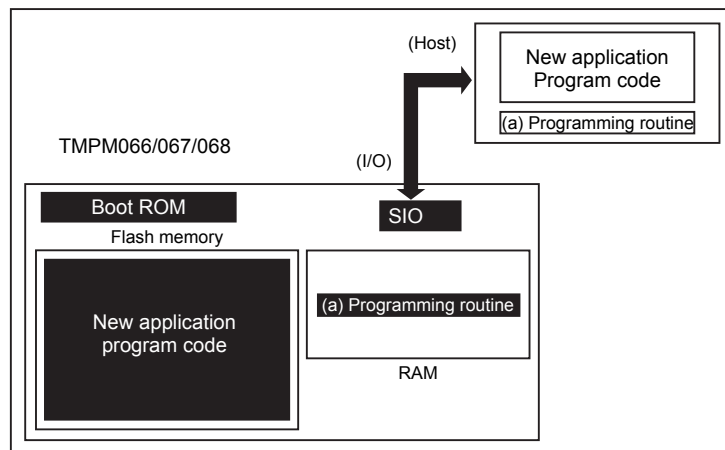 (Host)
New application
Program code
(a) Programming routine
TMPM066/067/068
(I/O)
Boot ROM
SIO
Flash memory
New application
program code
(a) Programming routine
RAM